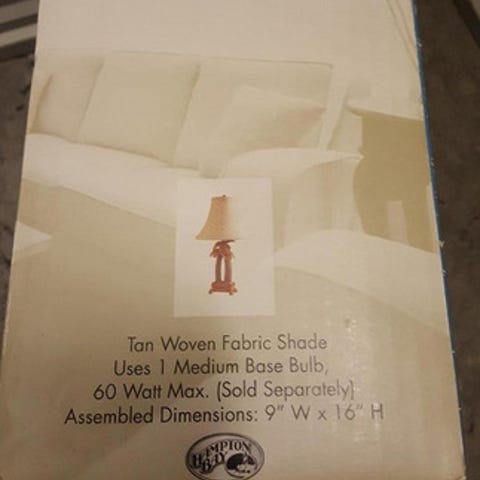 Tan Woven Fabric Shade
Uses 1 Medium Base Bulb,
60 Watt Max. (Sold Separately)
Assembled Dimensions: 9" W x 16" H
HAMPTON
BAY